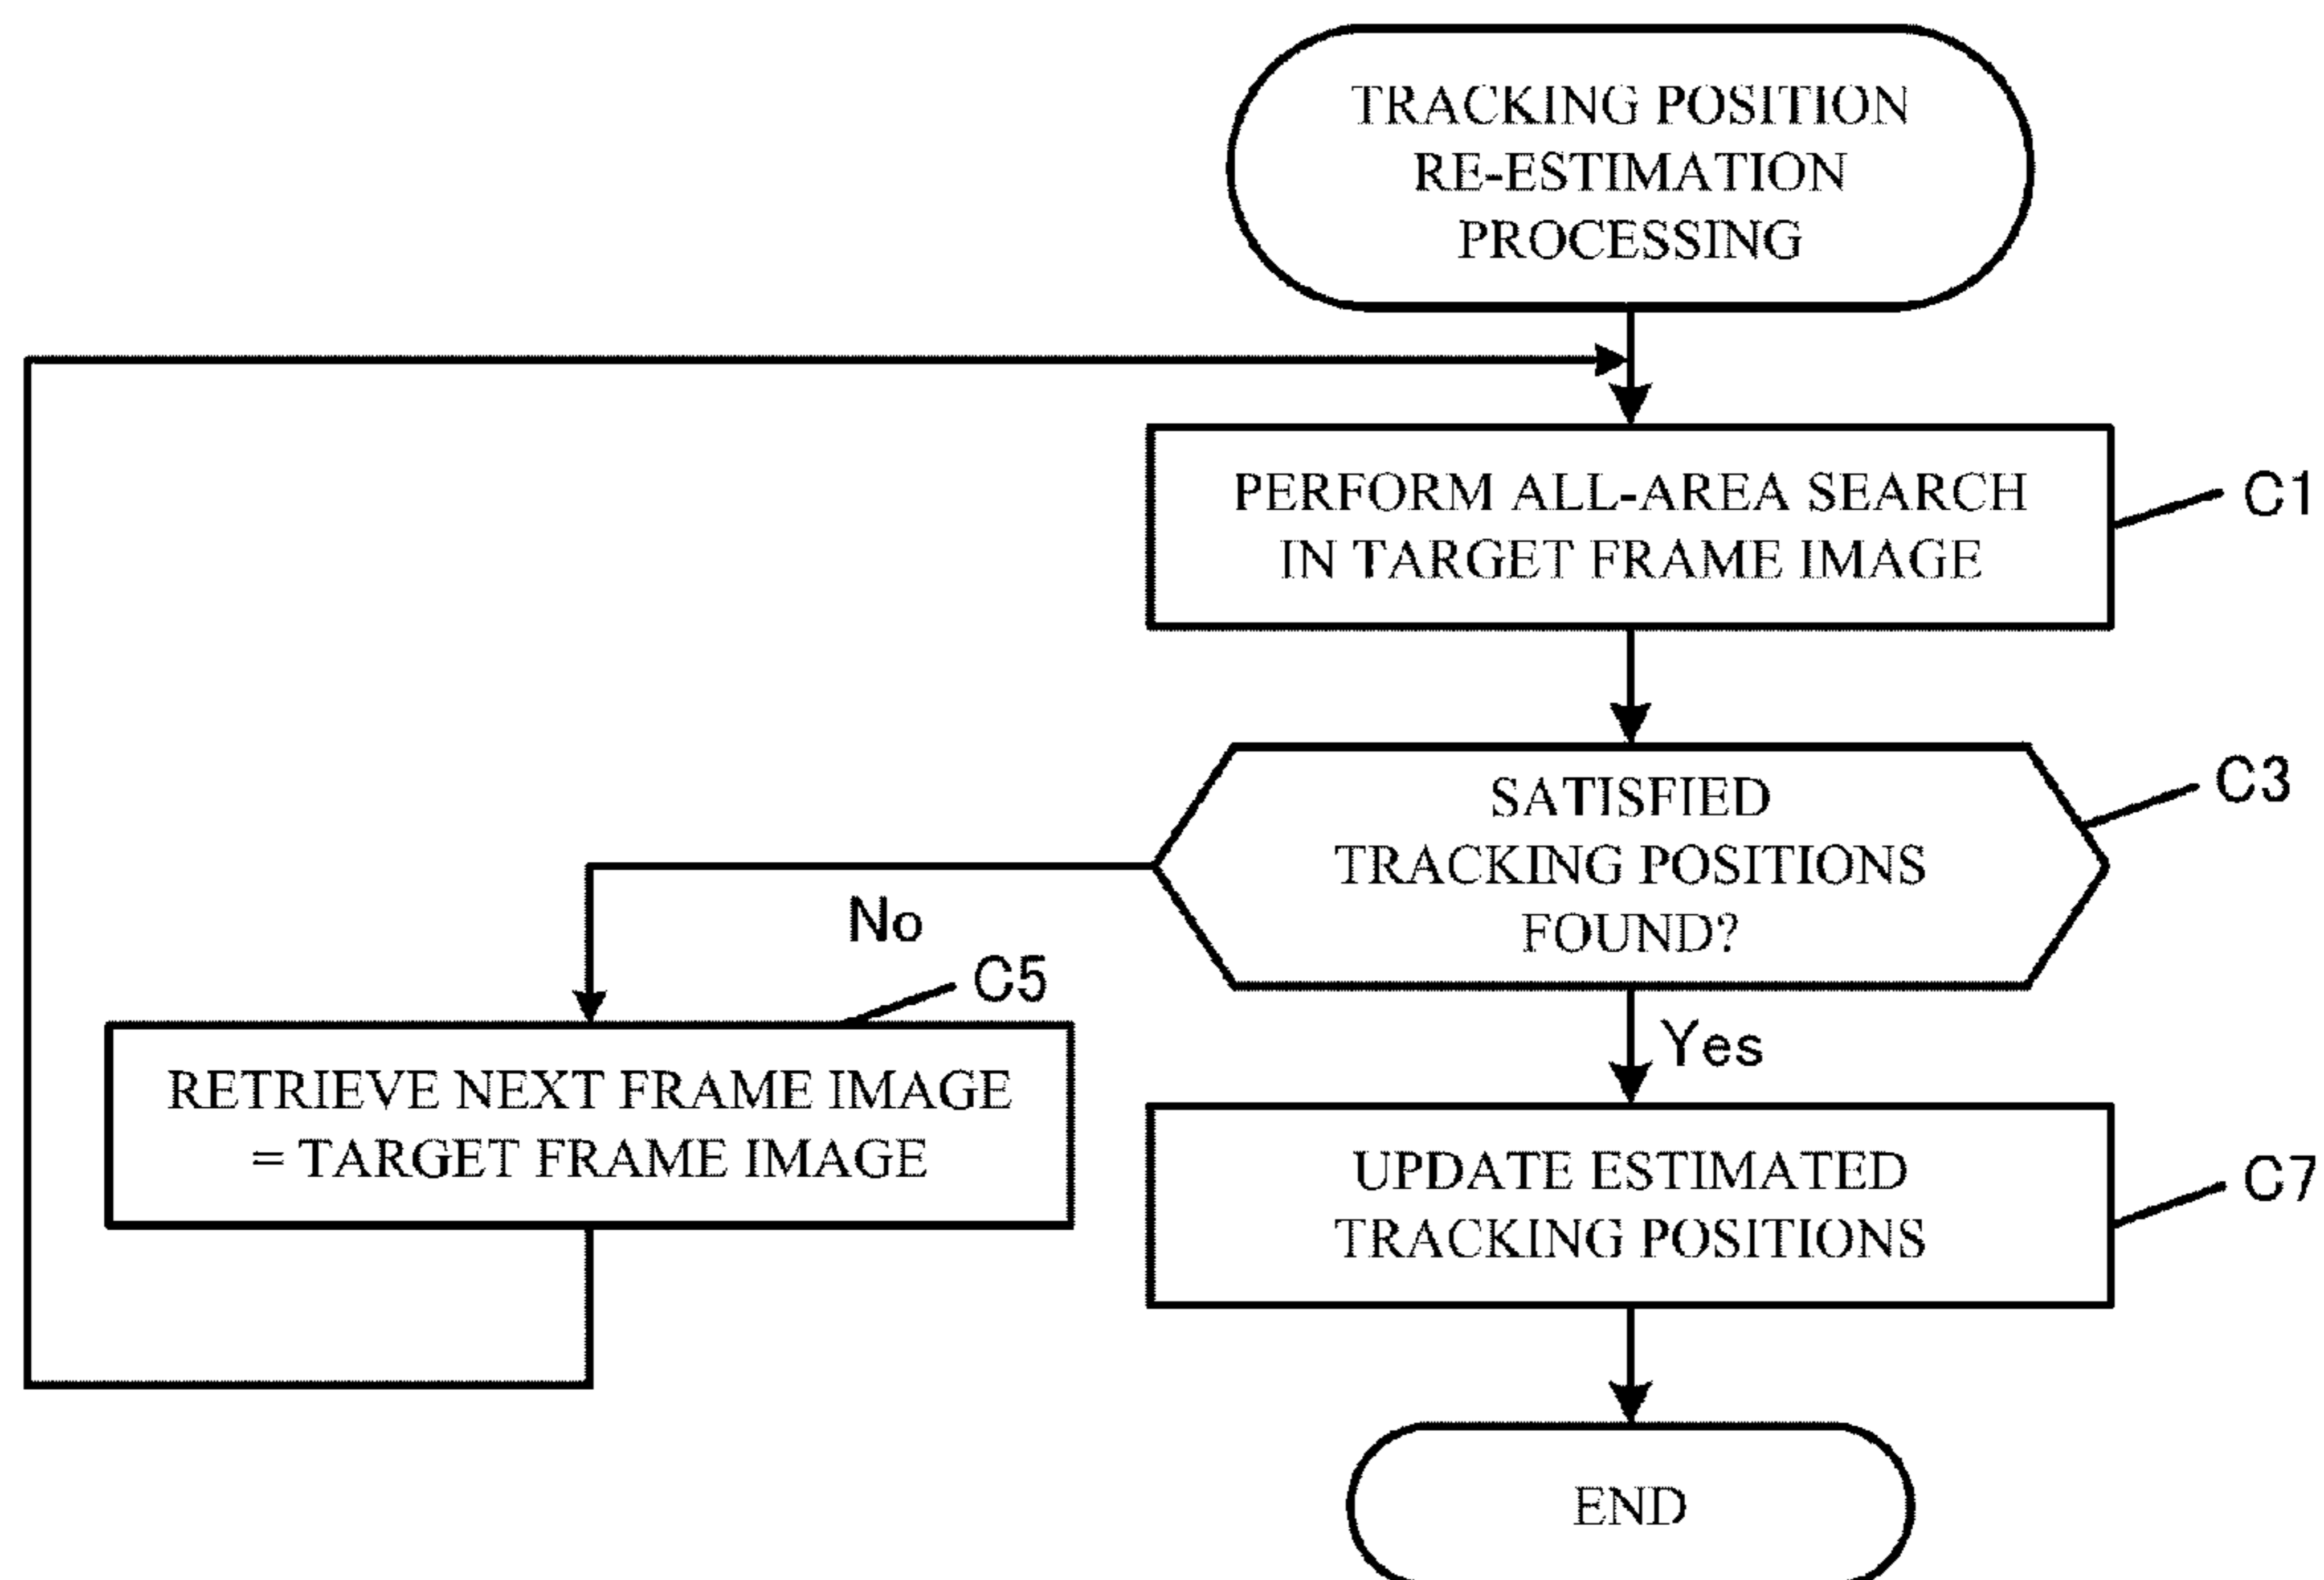 TRACKING POSITION
RE-ESTIMATION
PROCESSING
PERFORM ALL-AREA SEARCH
IN TARGET FRAME IMAGE
C1
SATISFIED
TRACKING POSITIONS
FOUND?
C3
No
C5
RETRIEVE NEXT FRAME IMAGE
= TARGET FRAME IMAGE
Yes
UPDATE ESTIMATED
TRACKING POSITIONS
C7
END